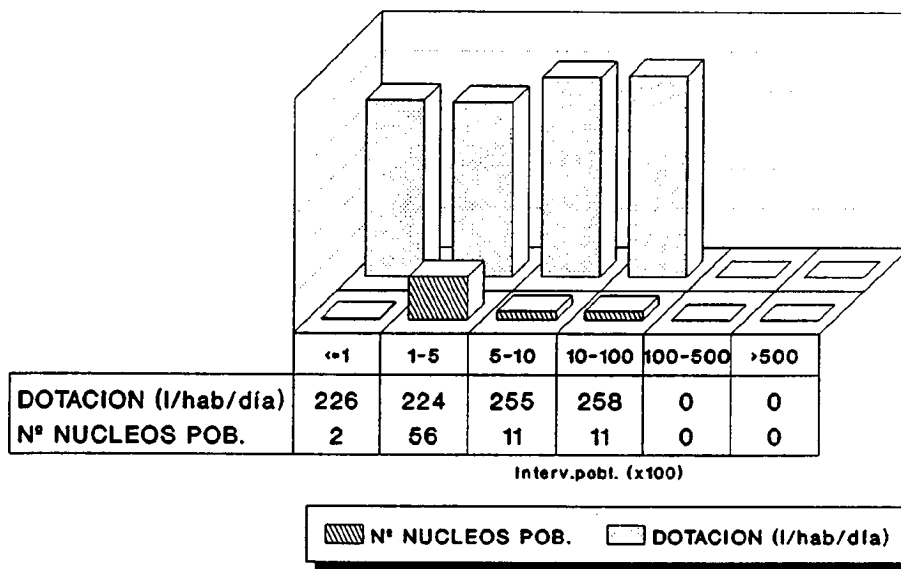 <=1 1-5 5-10 10-100 100-500 >500
DOTACION (l/hab/día) 226 224 255 258 0 0
Nº NUCLEOS POB. 2 56 11 11 0 0
Interv.pobl. (x100)
Nº NUCLEOS POB. DOTACION (l/hab/día)